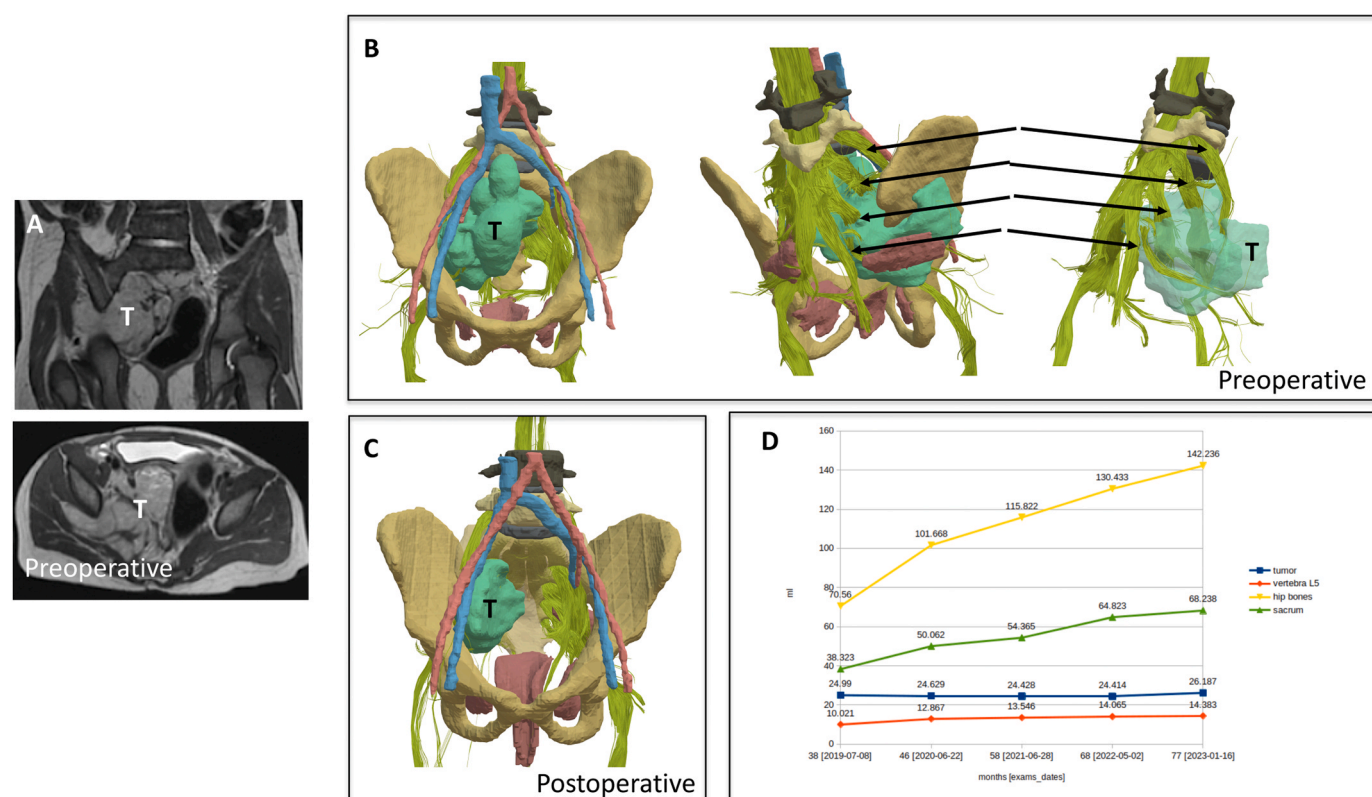 A
T
T
Preoperative
B
T
T
Preoperative
C
T
Postoperative
D
160
140
120
100
80
60
40
20
0
ml
142.236
130.433
115.822
101.668
70.56
68.238
64.823
54.365
50.062
38.323
24.99
24.629
24.428
24.414
26.187
10.021
12.867
13.546
14.065
14.383
38 [2019-07-08]
46 [2020-06-22]
58 [2021-06-28]
68 [2022-05-02]
77 [2023-01-16]
months [exams_dates]
tumor
vertebra L5
hip bones
sacrum